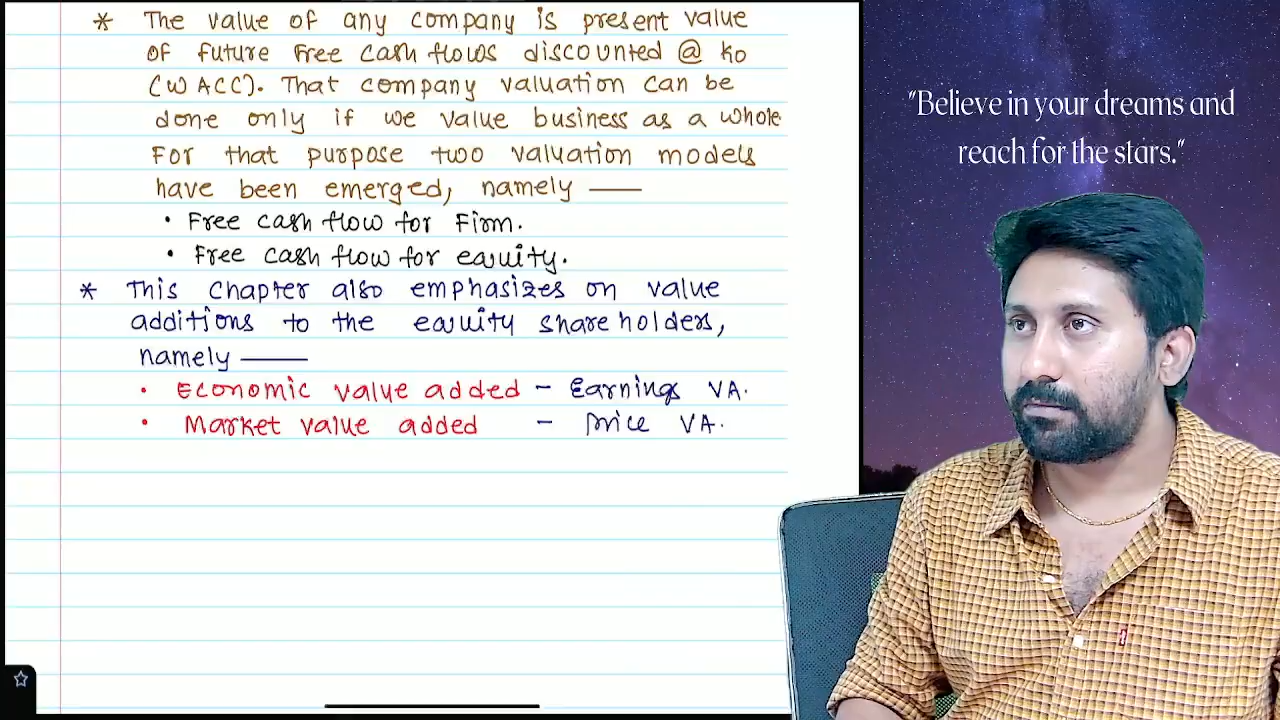 * The value of any company is present value
of future Free cash flows discounted @ ko
(WACC). That company valuation can be
done only if we value business as a whole
For that purpose two valuation models
have been emerged, namely ——
• Free cash flow for Firm.
• Free cash flow for equity.
* This chapter also emphasizes on value
additions to the equity shareholders,
namely ——
• Economic value added - Earnings VA.
• Market value added - Price VA.
"Believe in your dreams and
reach for the stars."